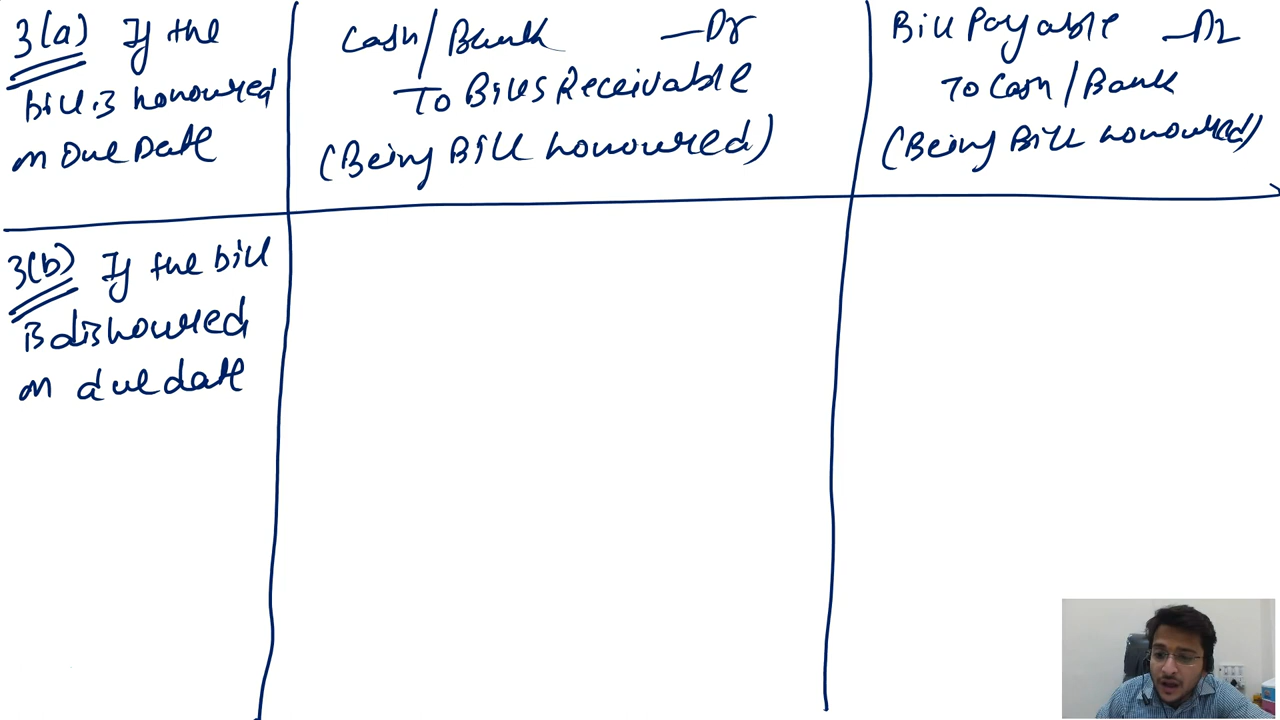 3(a) If the
bill is honoured
on Due Date
Cash/Bank —Dr
To Bills Receivable
(Being Bill honoured)
Bill Payable —Dr
To Cash/Bank
(Being Bill honoured)
3(b) If the bill
is dishoured
on due date